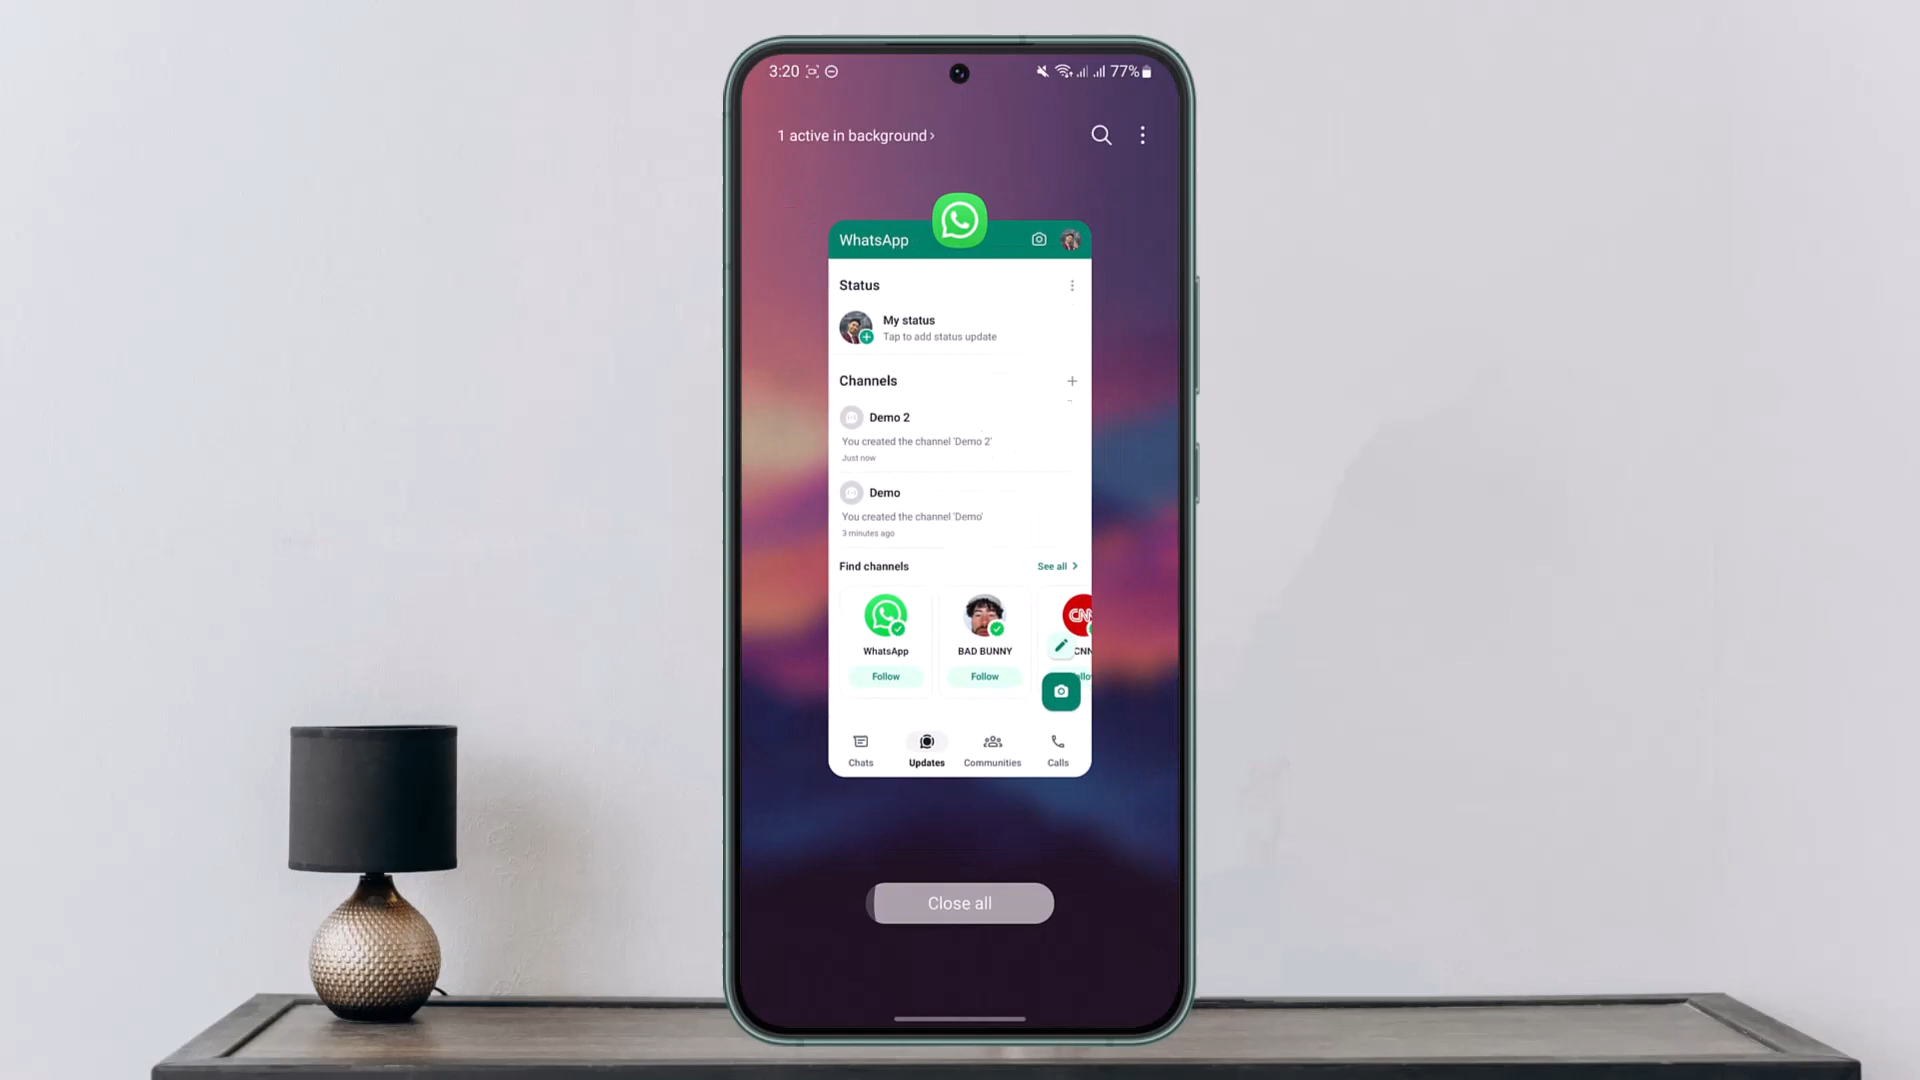 3:20
77%
1 active in background ›
WhatsApp
Status
My status
Tap to add status update
Channels
Demo 2
You created the channel 'Demo 2'
Just now
Demo
You created the channel 'Demo'
3 minutes ago
Find channels
See all
CNN
WhatsApp
BAD BUNNY
CNN
Follow
Follow
Chats
Updates
Communities
Calls
Close all